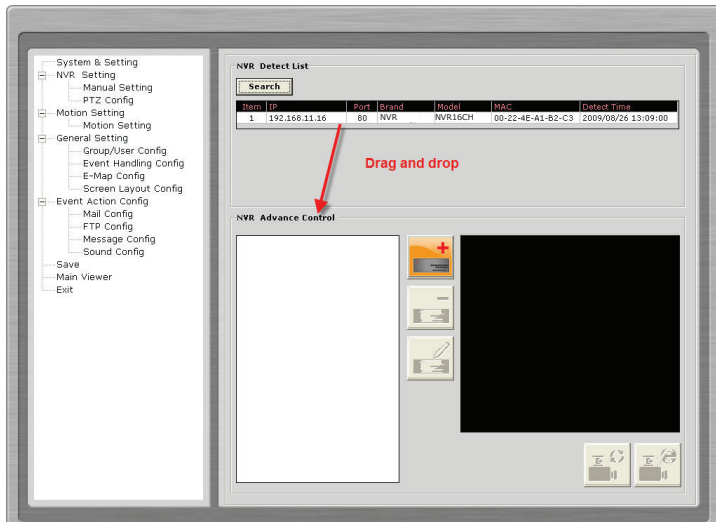 System & Setting
NVR Setting
Manual Setting
PTZ Config
Motion Setting
Motion Setting
General Setting
Group/User Config
Event Handling Config
E-Map Config
Screen Layout Config
Event Action Config
Mail Config
FTP Config
Message Config
Sound Config
Save
Main Viewer
Exit
NVR Detect List
Search
Item IP Port Brand Model MAC Detect Time
1 192.168.11.16 80 NVR NVR16CH 00-22-4E-A1-B2-C3 2009/08/26 13:09:00
Drag and drop
NVR Advance Control